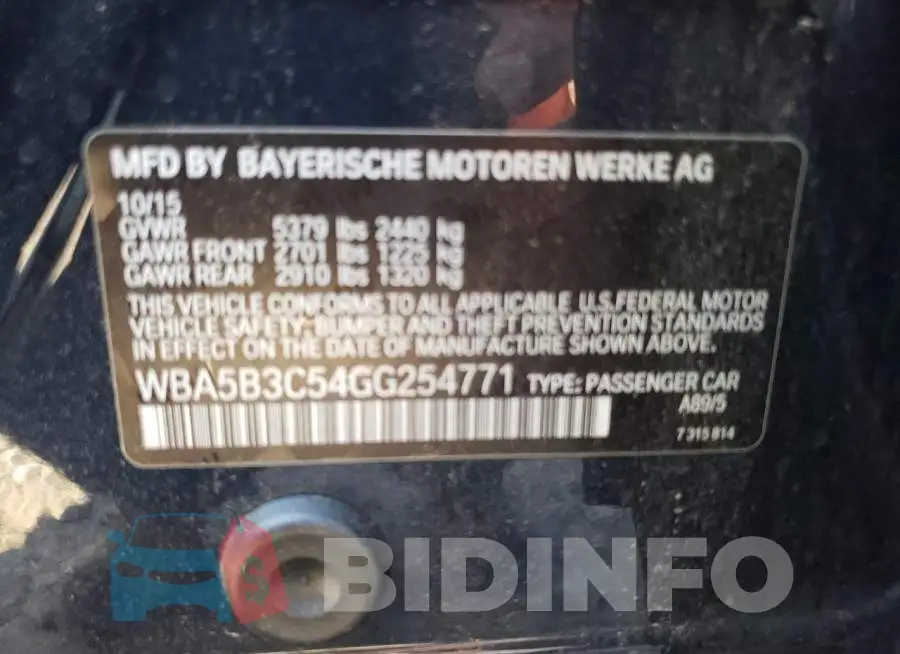 MFD BY BAYERISCHE MOTOREN WERKE AG
10/15
GVWR 5379 lbs 2440 kg
GAWR FRONT 2701 lbs 1225 kg
GAWR REAR 2910 lbs 1320 kg
THIS VEHICLE CONFORMS TO ALL APPLICABLE U.S.FEDERAL MOTOR
VEHICLE SAFETY, BUMPER AND THEFT PREVENTION STANDARDS
IN EFFECT ON THE DATE OF MANUFACTURE SHOWN ABOVE.
WBA5B3C54GG254771 TYPE: PASSENGER CAR
A89/5
7 315 814
$ BIDINFO